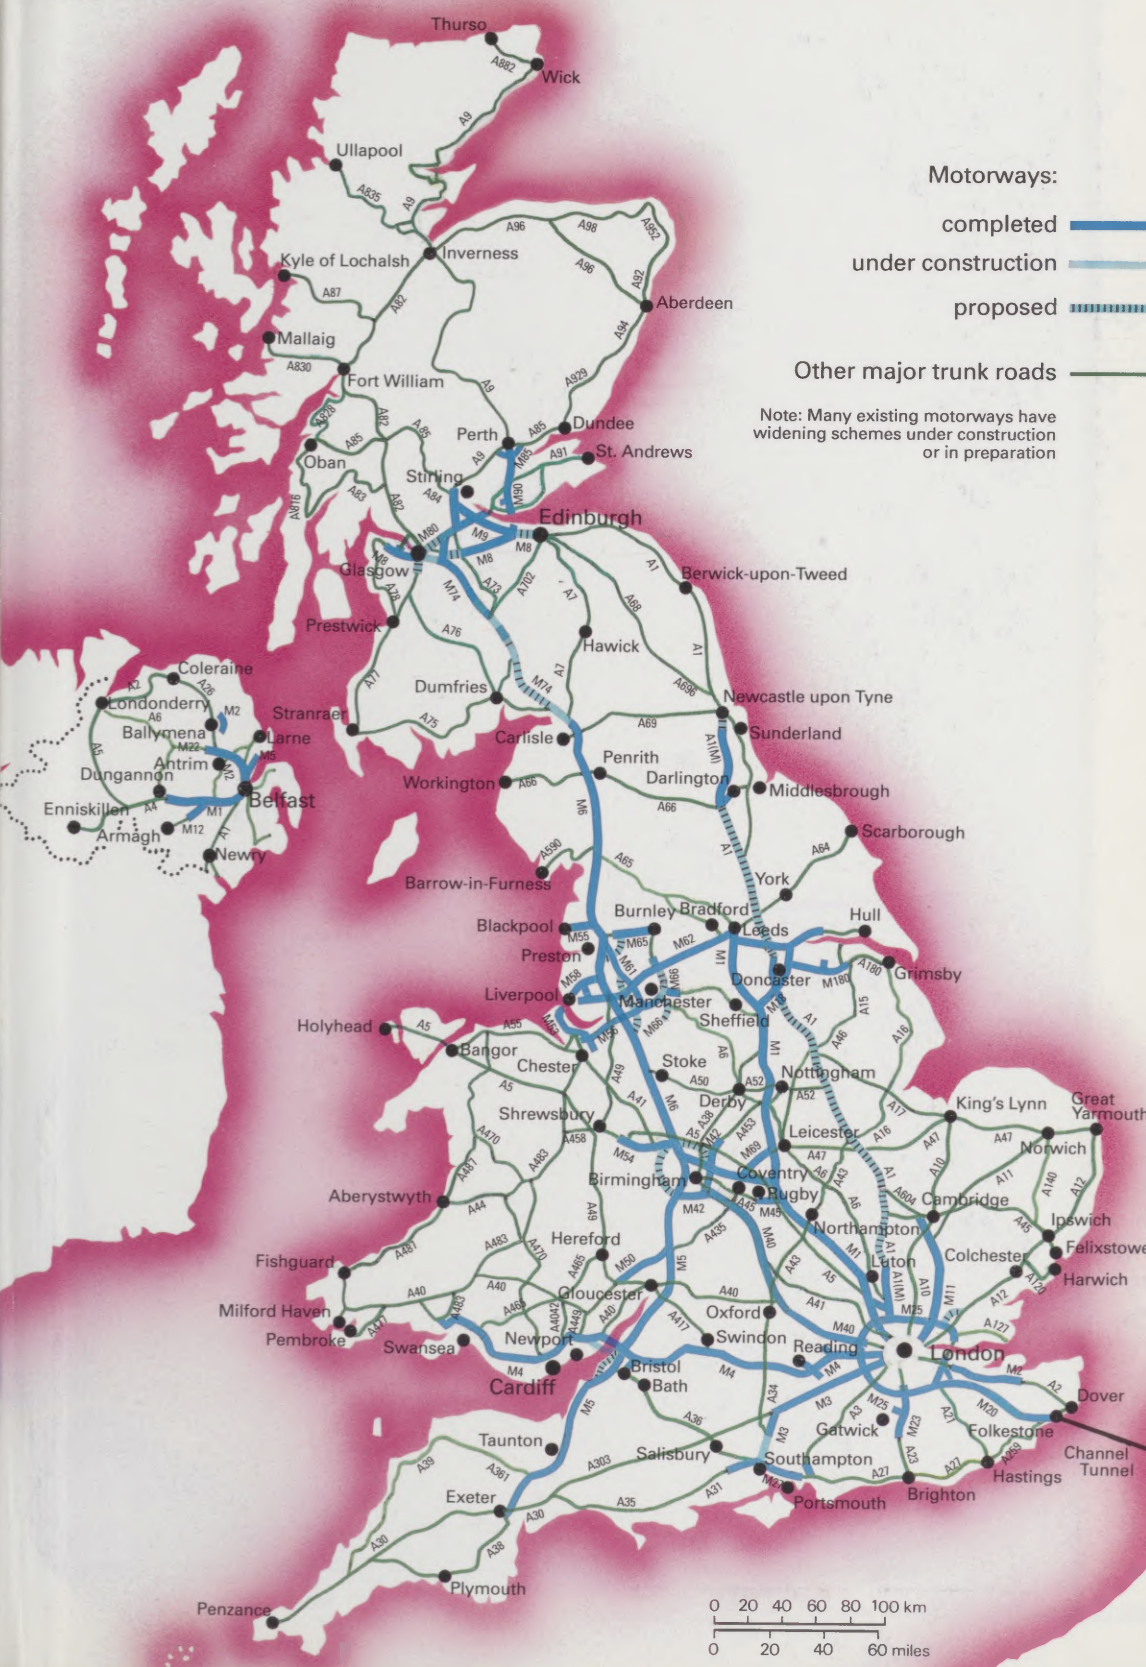 Thurso
A882
Wick
A9
Ullapool
A835
A9
A96
A98
A952
Inverness
A96
A92
Kyle of Lochalsh
A87
A82
Aberdeen
Mallaig
A94
A830
Fort William
A9
A929
A828
A82
A85
A85
Perth
A85
Dundee
Oban
A9
M85
A91
St. Andrews
Stirling
A84
M90
A816
A83
A82
Edinburgh
M80
M9
M8
M8
M8
Glasgow
A1
Berwick-upon-Tweed
A78
M74
A73
A702
A7
A68
Prestwick
A76
Hawick
A1
A77
A7
A696
M74
Dumfries
Newcastle upon Tyne
Stranraer
A75
A69
Carlisle
A1(M)
Sunderland
Penrith
Workington
A66
Darlington
A66
Middlesbrough
M6
A1
Scarborough
A64
A590
A65
York
Barrow-in-Furness
Coleraine
A2
A26
Londonderry
A6
M2
Ballymena
Larne
A5
M22
M5
Antrim
M2
Dungannon
Belfast
Enniskillen
A4
M1
Armagh
M12
A1
Newry
Blackpool
M55
Burnley
Bradford
Leeds
Hull
Preston
M65
M62
M61
M1
M58
M66
Doncaster
M180
A180
Grimsby
Liverpool
Manchester
M18
M53
M56
M66
Sheffield
A1
A15
Holyhead
A5
A55
A46
A16
Bangor
Chester
A6
M1
Stoke
Nottingham
A5
A49
A50
A52
A52
Derby
A41
M6
King's Lynn
Great
Yarmouth
Shrewsbury
A38
A17
A458
A5
M42
A453
Leicester
A16
A47
A47
Norwich
A470
M54
M69
A47
A1
A10
A483
A487
Coventry
A6
A43
A11
Birmingham
Rugby
A604
A140
A12
Aberystwyth
A44
M42
A45
M45
A6
Cambridge
A49
Northampton
A45
Ipswich
A435
M40
Felixstowe
A487
A483
A470
Hereford
M1
A1
Colchester
Fishguard
A465
M50
M5
A43
A5
Luton
A1(M)
A10
M11
A120
Harwich
A40
A40
Gloucester
A40
A41
A12
Milford Haven
A477
A483
A4042
A449
A40
Oxford
M25
A127
Pembroke
A417
M40
Swansea
Newport
Swindon
Reading
London
M4
Bristol
M4
M4
Cardiff
Bath
M2
A2
M5
A34
M3
A3
M25
M23
A21
M20
Dover
A36
Gatwick
Folkestone
Taunton
Salisbury
M3
A259
Channel
Tunnel
A39
A361
A303
Southampton
A23
A27
Hastings
Exeter
A31
M27
A27
A30
A35
Portsmouth
Brighton
A30
A38
Plymouth
Penzance
Motorways:
completed
under construction
proposed
Other major trunk roads
Note: Many existing motorways have
widening schemes under construction
or in preparation
0 20 40 60 80 100 km
0 20 40 60 miles